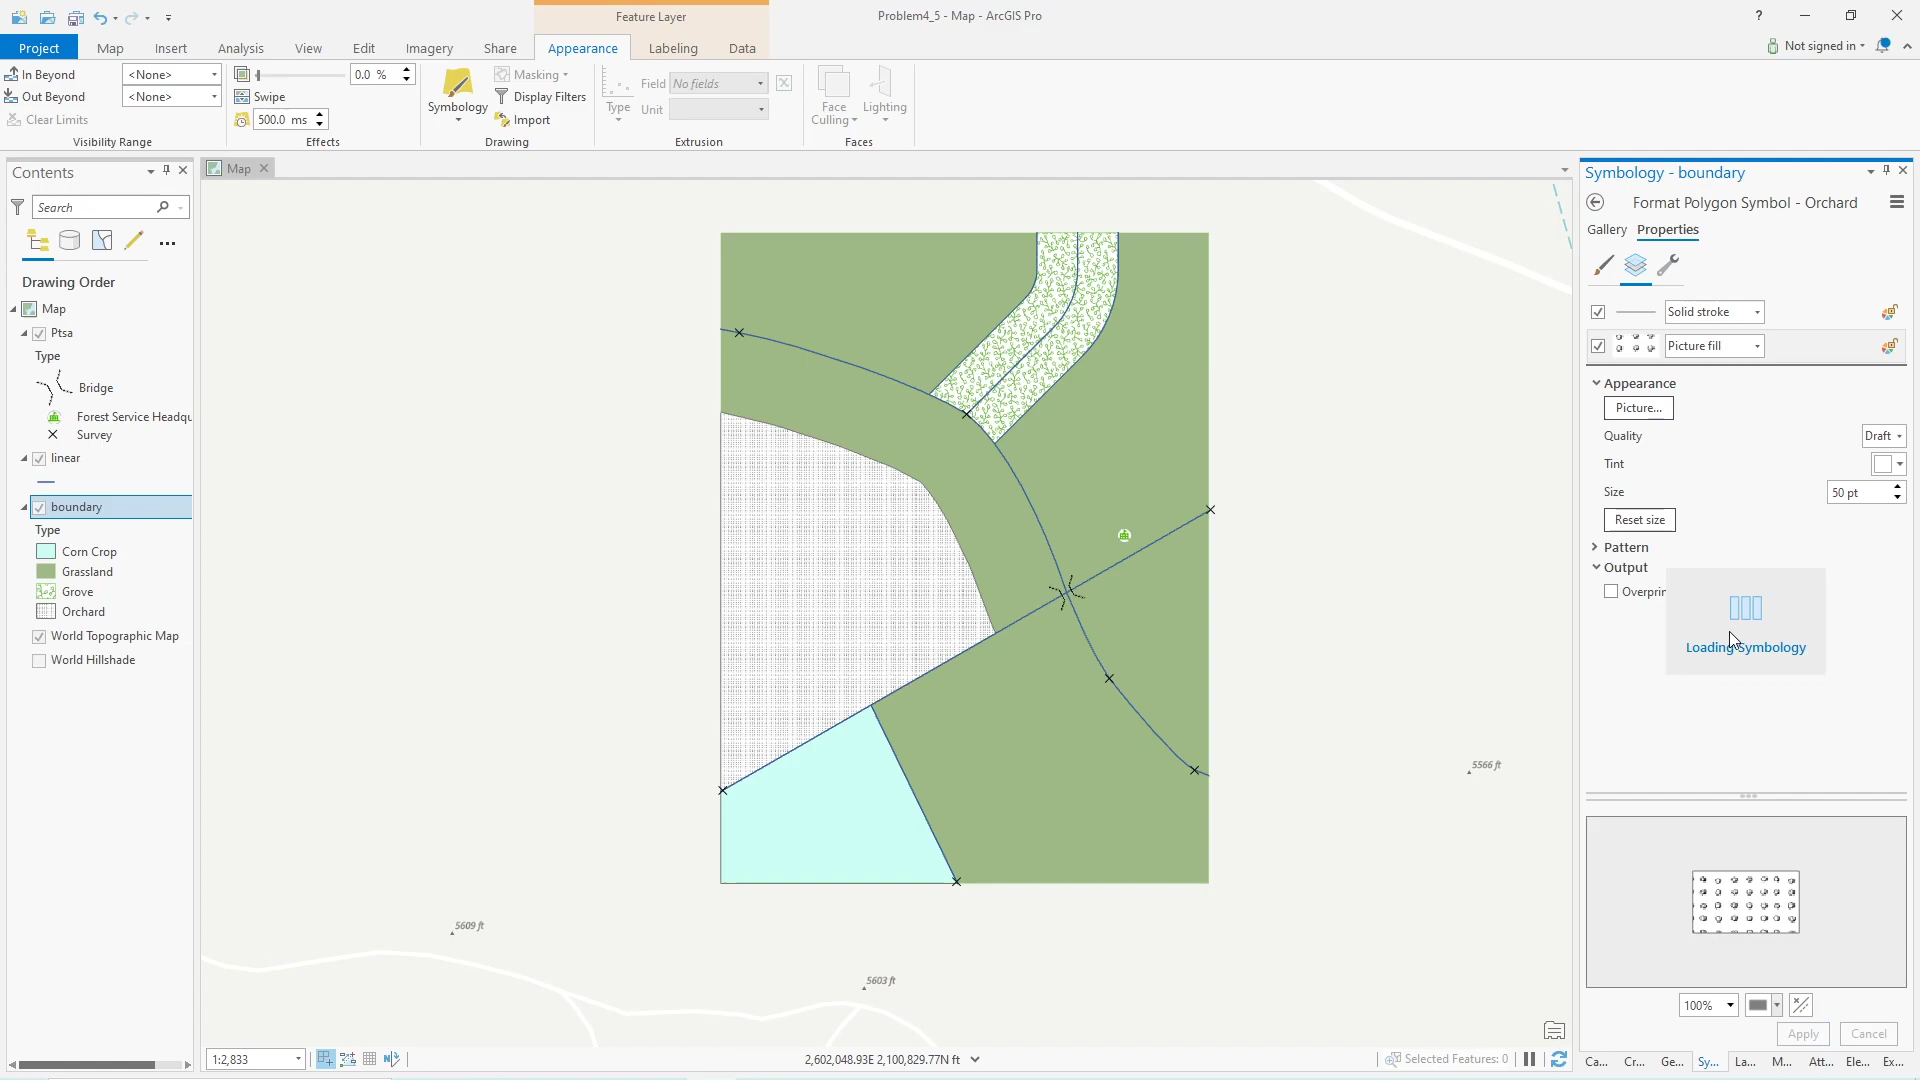 Feature Layer
Problem4_5 - Map - ArcGIS Pro
?
Project
Map
Insert
Analysis
View
Edit
Imagery
Share
Appearance
Labeling
Data
Not signed in
In Beyond
<None>
Out Beyond
<None>
Clear Limits
Visibility Range
0.0 %
Swipe
500.0 ms
Effects
Symbology
Masking
Display Filters
Import
Drawing
Type
Field
No fields
Unit
Extrusion
Face
Culling
Lighting
Faces
Contents
Search
Drawing Order
Map
Ptsa
Type
Bridge
Forest Service Headqu
Survey
linear
boundary
Type
Corn Crop
Grassland
Grove
Orchard
World Topographic Map
World Hillshade
Map
5566 ft
5609 ft
5603 ft
1:2,833
2,602,048.93E 2,100,829.77N ft
Selected Features: 0
Symbology - boundary
Format Polygon Symbol - Orchard
Gallery
Properties
Solid stroke
Picture fill
Appearance
Picture...
Quality
Draft
Tint
Size
50 pt
Reset size
Pattern
Output
Overprin
Loading Symbology
100%
Apply
Cancel
Ca...
Cr...
Ge...
Sy...
La...
M...
Att...
Ele...
Ex...